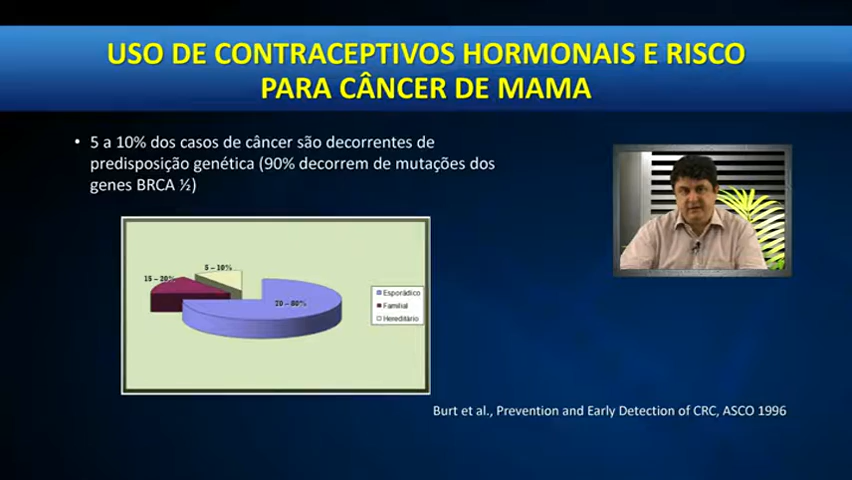 USO DE CONTRACEPTIVOS HORMONAIS E RISCO
PARA CÂNCER DE MAMA
• 5 a 10% dos casos de câncer são decorrentes de
predisposição genética (90% decorrem de mutações dos
genes BRCA ½)
5 – 10%
15 – 20%
70 – 80%
Esporádico
Familial
Hereditário
Burt et al., Prevention and Early Detection of CRC, ASCO 1996